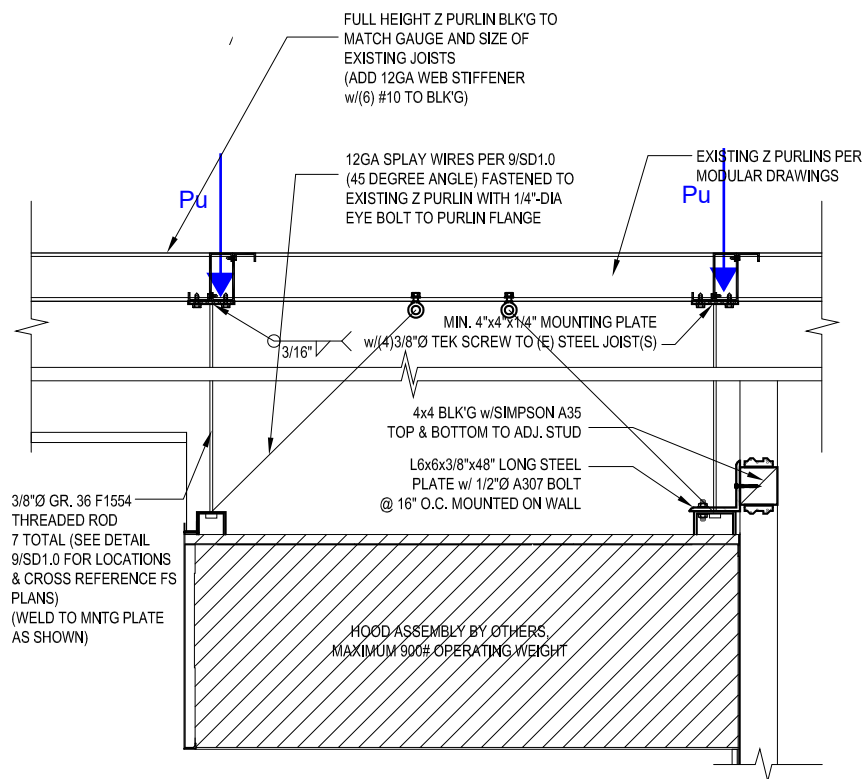 FULL HEIGHT Z PURLIN BLK'G TO
MATCH GAUGE AND SIZE OF
EXISTING JOISTS
(ADD 12GA WEB STIFFENER
w/(6) #10 TO BLK'G)
12GA SPLAY WIRES PER 9/SD1.0
(45 DEGREE ANGLE) FASTENED TO
EXISTING Z PURLIN WITH 1/4"-DIA
EYE BOLT TO PURLIN FLANGE
EXISTING Z PURLINS PER
MODULAR DRAWINGS
Pu
Pu
3/16"
MIN. 4"x4"x1/4" MOUNTING PLATE
w/(4)3/8"Ø TEK SCREW TO (E) STEEL JOIST(S)
4x4 BLK'G w/SIMPSON A35
TOP & BOTTOM TO ADJ. STUD
L6x6x3/8"x48" LONG STEEL
PLATE w/ 1/2"Ø A307 BOLT
@ 16" O.C. MOUNTED ON WALL
3/8"Ø GR. 36 F1554
THREADED ROD
7 TOTAL (SEE DETAIL
9/SD1.0 FOR LOCATIONS
& CROSS REFERENCE FS
PLANS)
(WELD TO MNTG PLATE
AS SHOWN)
HOOD ASSEMBLY BY OTHERS,
MAXIMUM 900# OPERATING WEIGHT